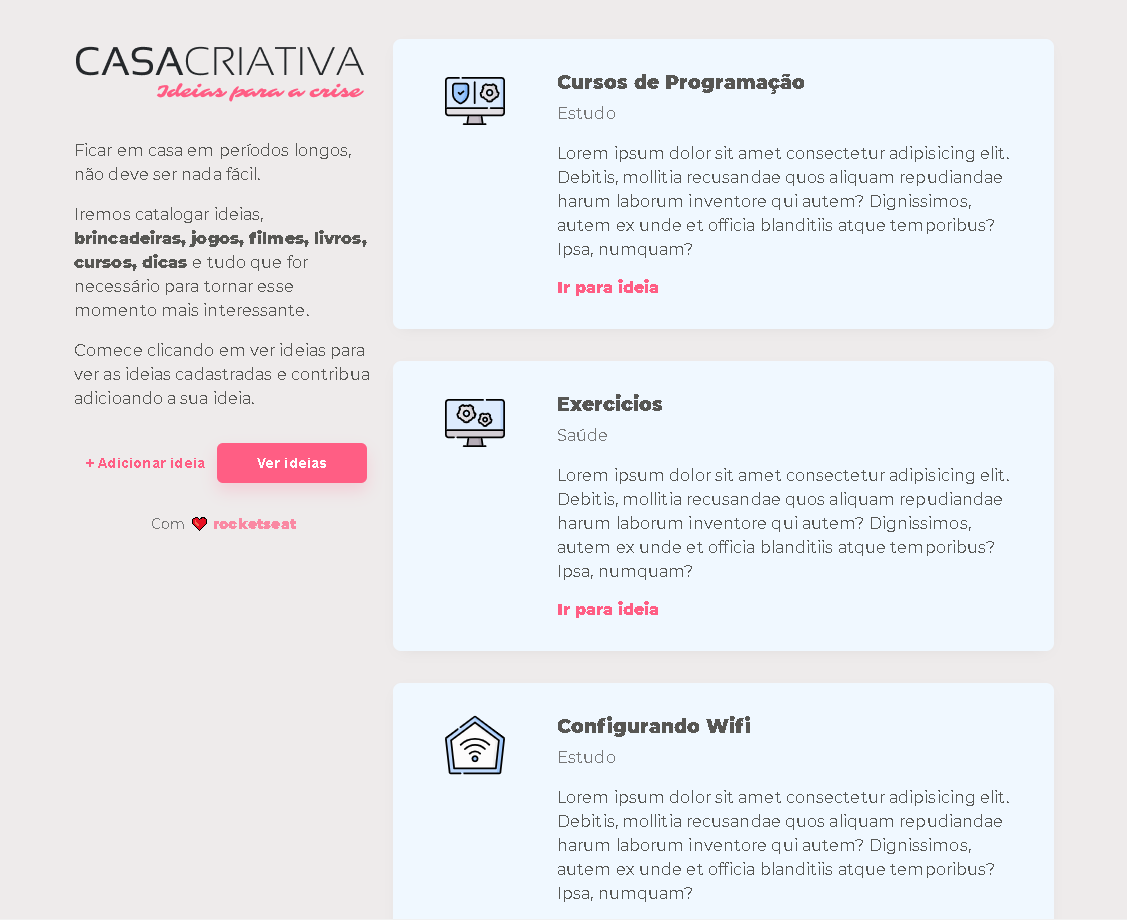 CASACRIATIVA
Ideias para a crise
Ficar em casa em períodos longos,
não deve ser nada fácil.
Iremos catalogar ideias,
brincadeiras, jogos, filmes, livros,
cursos, dicas e tudo que for
necessário para tornar esse
momento mais interessante.
Comece clicando em ver ideias para
ver as ideias cadastradas e contribua
adicioando a sua ideia.
+ Adicionar ideia
Ver ideias
Com ❤ rocketseat
Cursos de Programação
Estudo
Lorem ipsum dolor sit amet consectetur adipisicing elit.
Debitis, mollitia recusandae quos aliquam repudiandae
harum laborum inventore qui autem? Dignissimos,
autem ex unde et officia blanditiis atque temporibus?
Ipsa, numquam?
Ir para ideia
Exercicios
Saúde
Lorem ipsum dolor sit amet consectetur adipisicing elit.
Debitis, mollitia recusandae quos aliquam repudiandae
harum laborum inventore qui autem? Dignissimos,
autem ex unde et officia blanditiis atque temporibus?
Ipsa, numquam?
Ir para ideia
Configurando Wifi
Estudo
Lorem ipsum dolor sit amet consectetur adipisicing elit.
Debitis, mollitia recusandae quos aliquam repudiandae
harum laborum inventore qui autem? Dignissimos,
autem ex unde et officia blanditiis atque temporibus?
Ipsa, numquam?